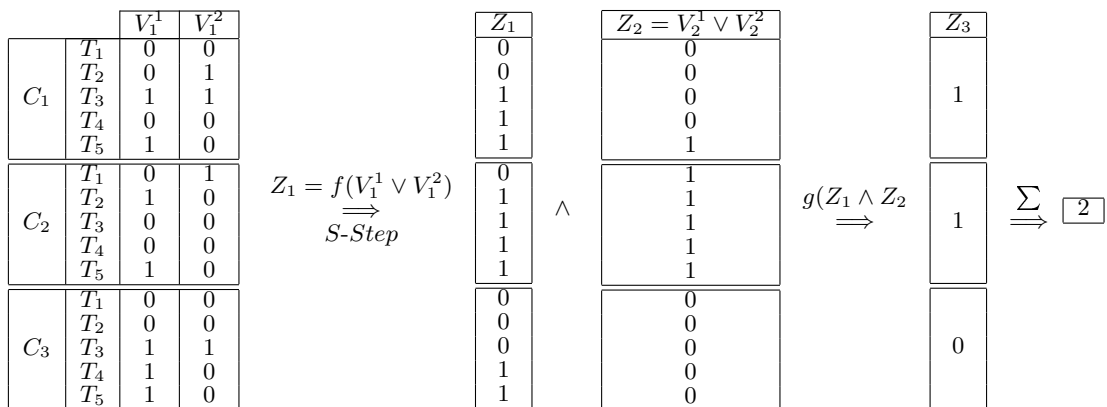 V_1^1 V_1^2 Z_1 Z_2 = V_2^1 ∨ V_2^2 Z_3
T_1 0 0 0 0
T_2 0 1 0 0
C_1 T_3 1 1 1 0 1
T_4 0 0 1 0
T_5 1 0 1 1
T_1 0 1 0 1
Z_1 = f(V_1^1 ∨ V_1^2) g(Z_1 ∧ Z_2 ∑
T_2 1 0 1 1
C_2 T_3 0 0 ⟹ 1 ∧ 1 ⟹ 1 ⟹ 2
S-Step
T_4 0 0 1 1
T_5 1 0 1 1
T_1 0 0 0 0
T_2 0 0 0 0
C_3 T_3 1 1 0 0 0
T_4 1 0 1 0
T_5 1 0 1 0